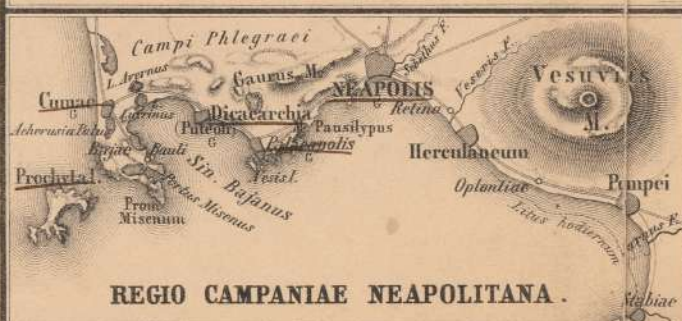 Campi Phlegraei
L. Avernus
Gaurus M.
Sebethus F.
Veseris F.
Vesuvius
M.
Cumae
G
Lucrinus
Dicaearchia
(Puteoli)
G
NEAPOLIS
G
Retina
Acherusia Palus
Pausilypus
Palaeopolis
G
Herculaneum
Bajae
Bauli
Nesis I.
Prochyta I.
Sin. Bajanus
Portus Misenus
Prom.
Misenum
Oplontiae
Pompei
Litus hodiernum
Sarnus F.
REGIO CAMPANIAE NEAPOLITANA.
Stabiae